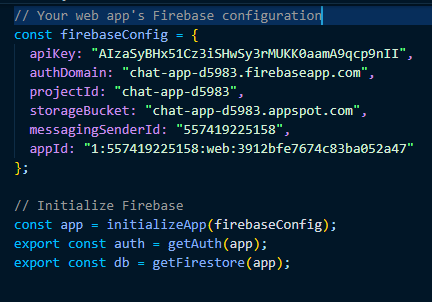 // Your web app's Firebase configuration
const firebaseConfig = {
  apiKey: "AIzaSyBHx51Cz3iSHwSy3rMUKK0aamA9qcp9nII",
  authDomain: "chat-app-d5983.firebaseapp.com",
  projectId: "chat-app-d5983",
  storageBucket: "chat-app-d5983.appspot.com",
  messagingSenderId: "557419225158",
  appId: "1:557419225158:web:3912bfe7674c83ba052a47"
};

// Initialize Firebase
const app = initializeApp(firebaseConfig);
export const auth = getAuth(app);
export const db = getFirestore(app);